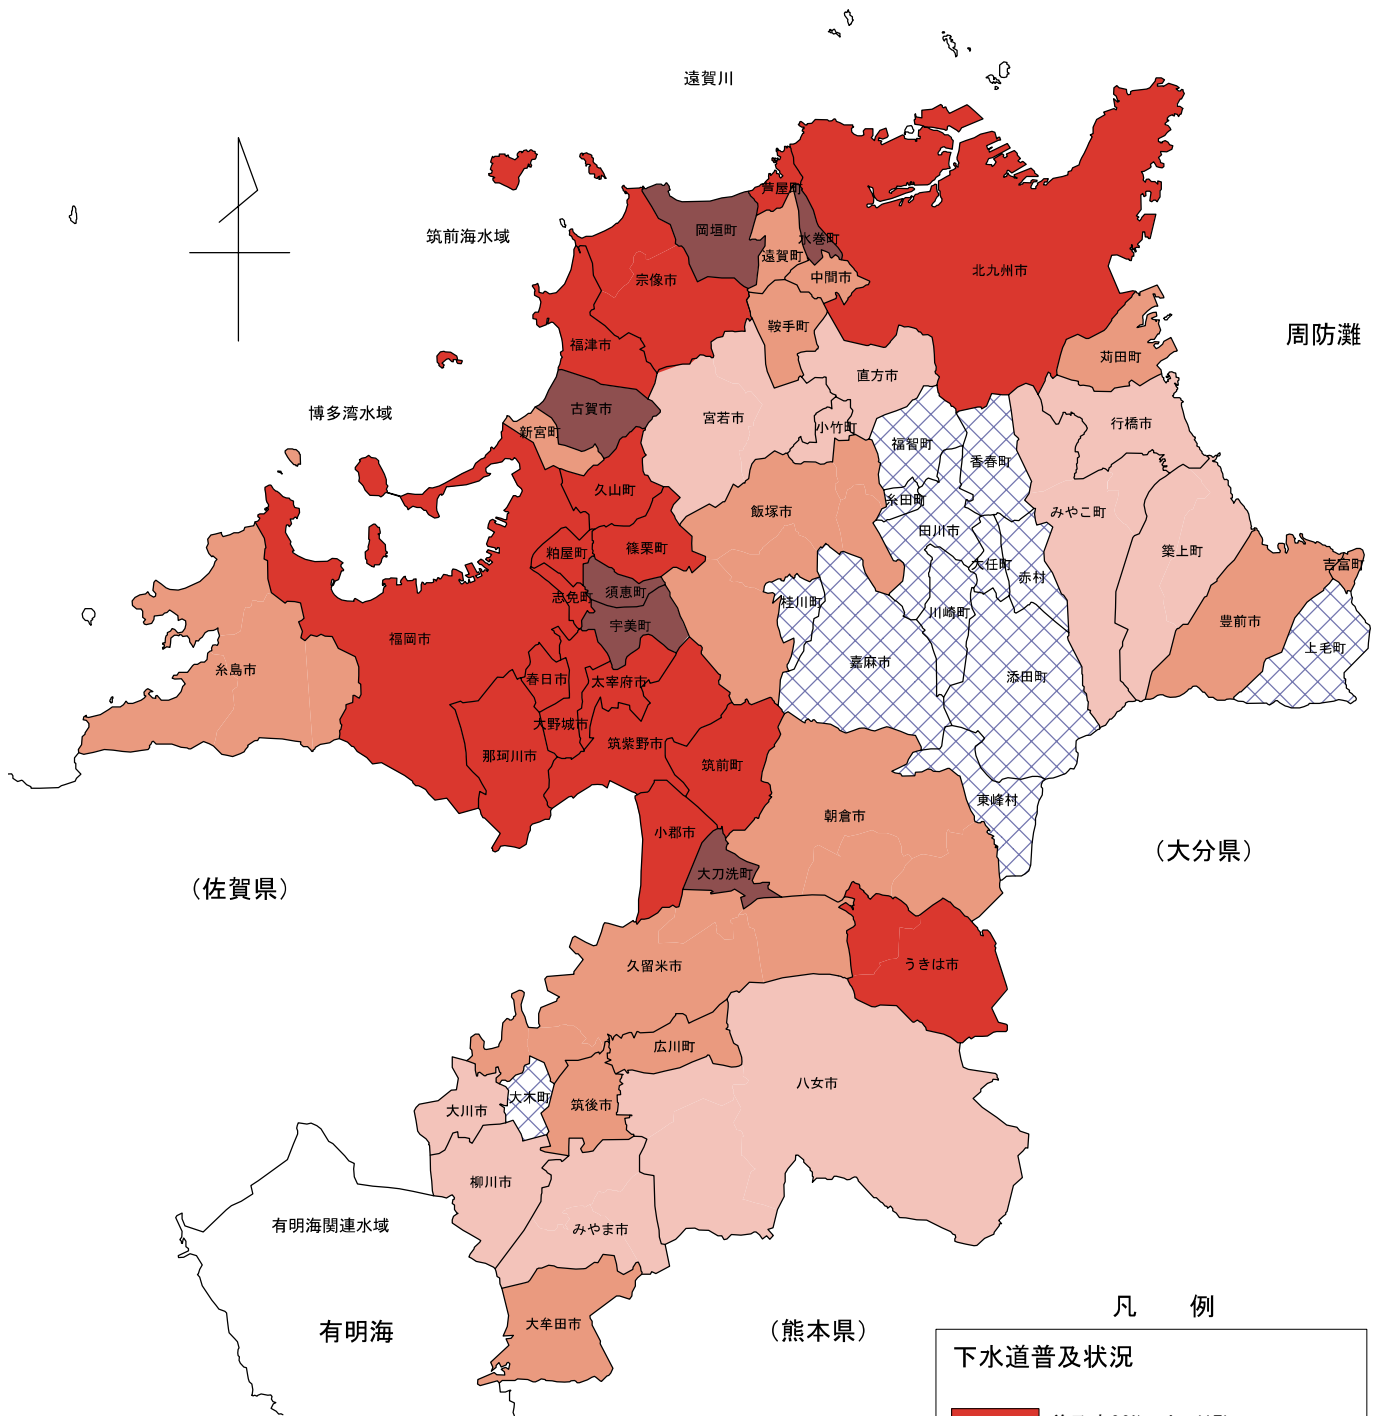 遠賀川
芦屋町
岡垣町
水巻町
筑前海水域
遠賀町
北九州市
中間市
宗像市
鞍手町
周防灘
福津市
苅田町
直方市
古賀市
博多湾水域
宮若市
行橋市
小竹町
新宮町
福智町
香春町
久山町
糸田町
飯塚市
みやこ町
田川市
篠栗町
粕屋町
築上町
大任町
吉富町
赤村
須恵町
志免町
桂川町
川崎町
豊前市
宇美町
福岡市
上毛町
嘉麻市
糸島市
添田町
春日市
太宰府市
大野城市
筑紫野市
那珂川市
筑前町
東峰村
朝倉市
小郡市
(大分県)
大刀洗町
(佐賀県)
うきは市
久留米市
広川町
八女市
大木町
筑後市
大川市
柳川市
有明海関連水域
みやま市
凡 例
大牟田市
有明海
(熊本県)
下水道普及状況